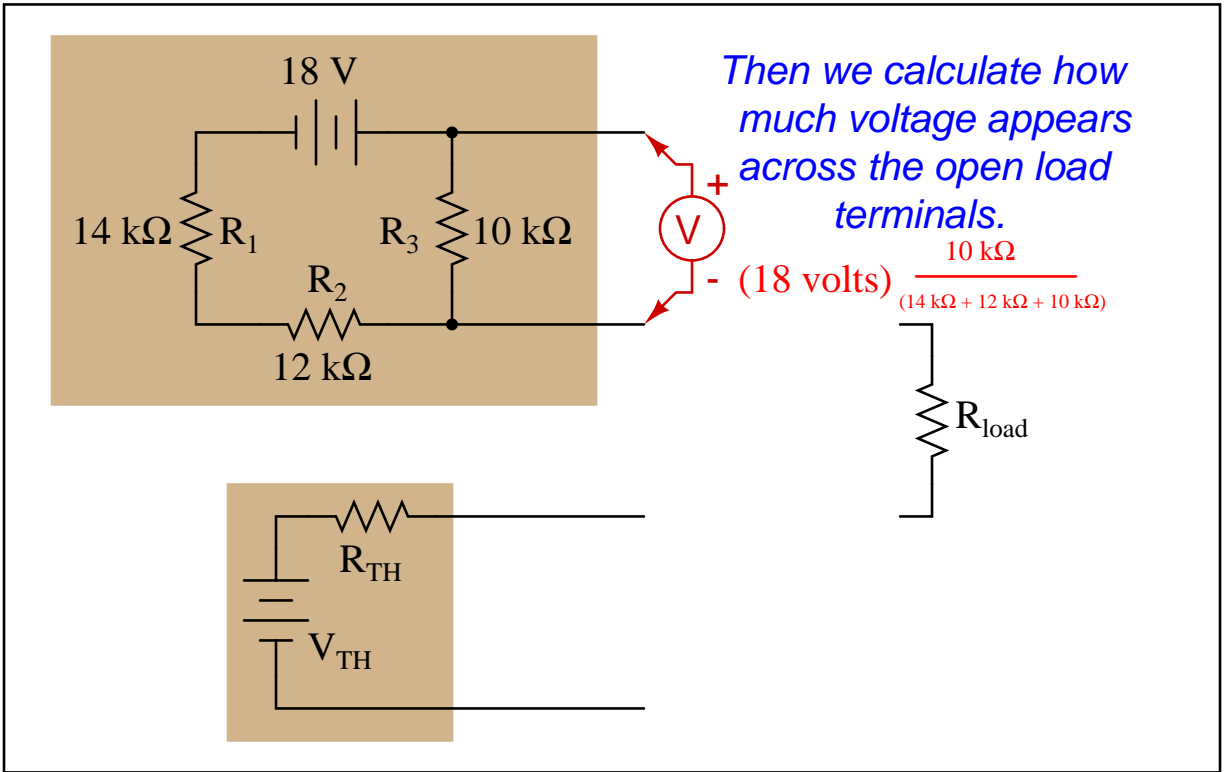 18 V
Then we calculate how
much voltage appears
across the open load
terminals.
14 kΩ R1
R3 10 kΩ
+
V
-
(18 volts) 10 kΩ
(14 kΩ + 12 kΩ + 10 kΩ)
R2
12 kΩ
Rload
RTH
VTH